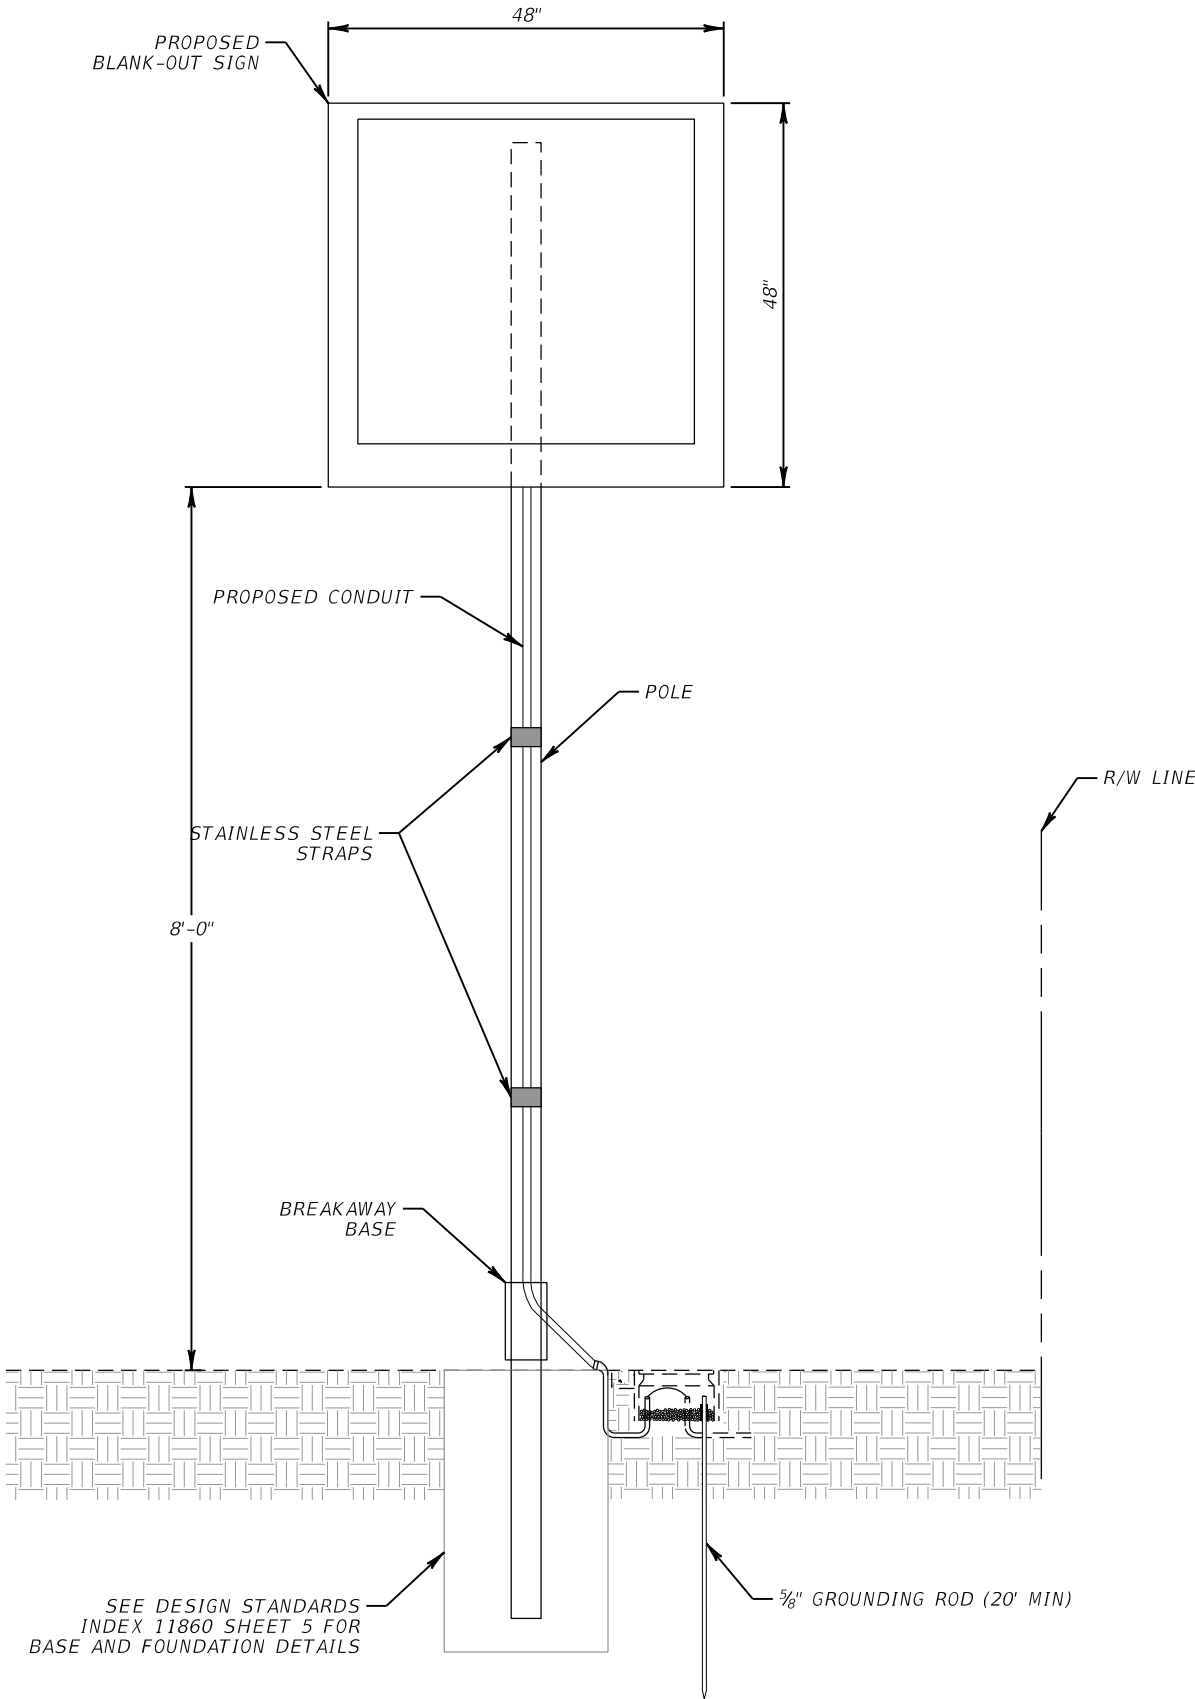 48"
PROPOSED
BLANK-OUT SIGN
48"
PROPOSED CONDUIT
POLE
R/W LINE
STAINLESS STEEL
STRAPS
8'-0"
BREAKAWAY
BASE
SEE DESIGN STANDARDS
INDEX 11860 SHEET 5 FOR
BASE AND FOUNDATION DETAILS
⅝" GROUNDING ROD (20' MIN)